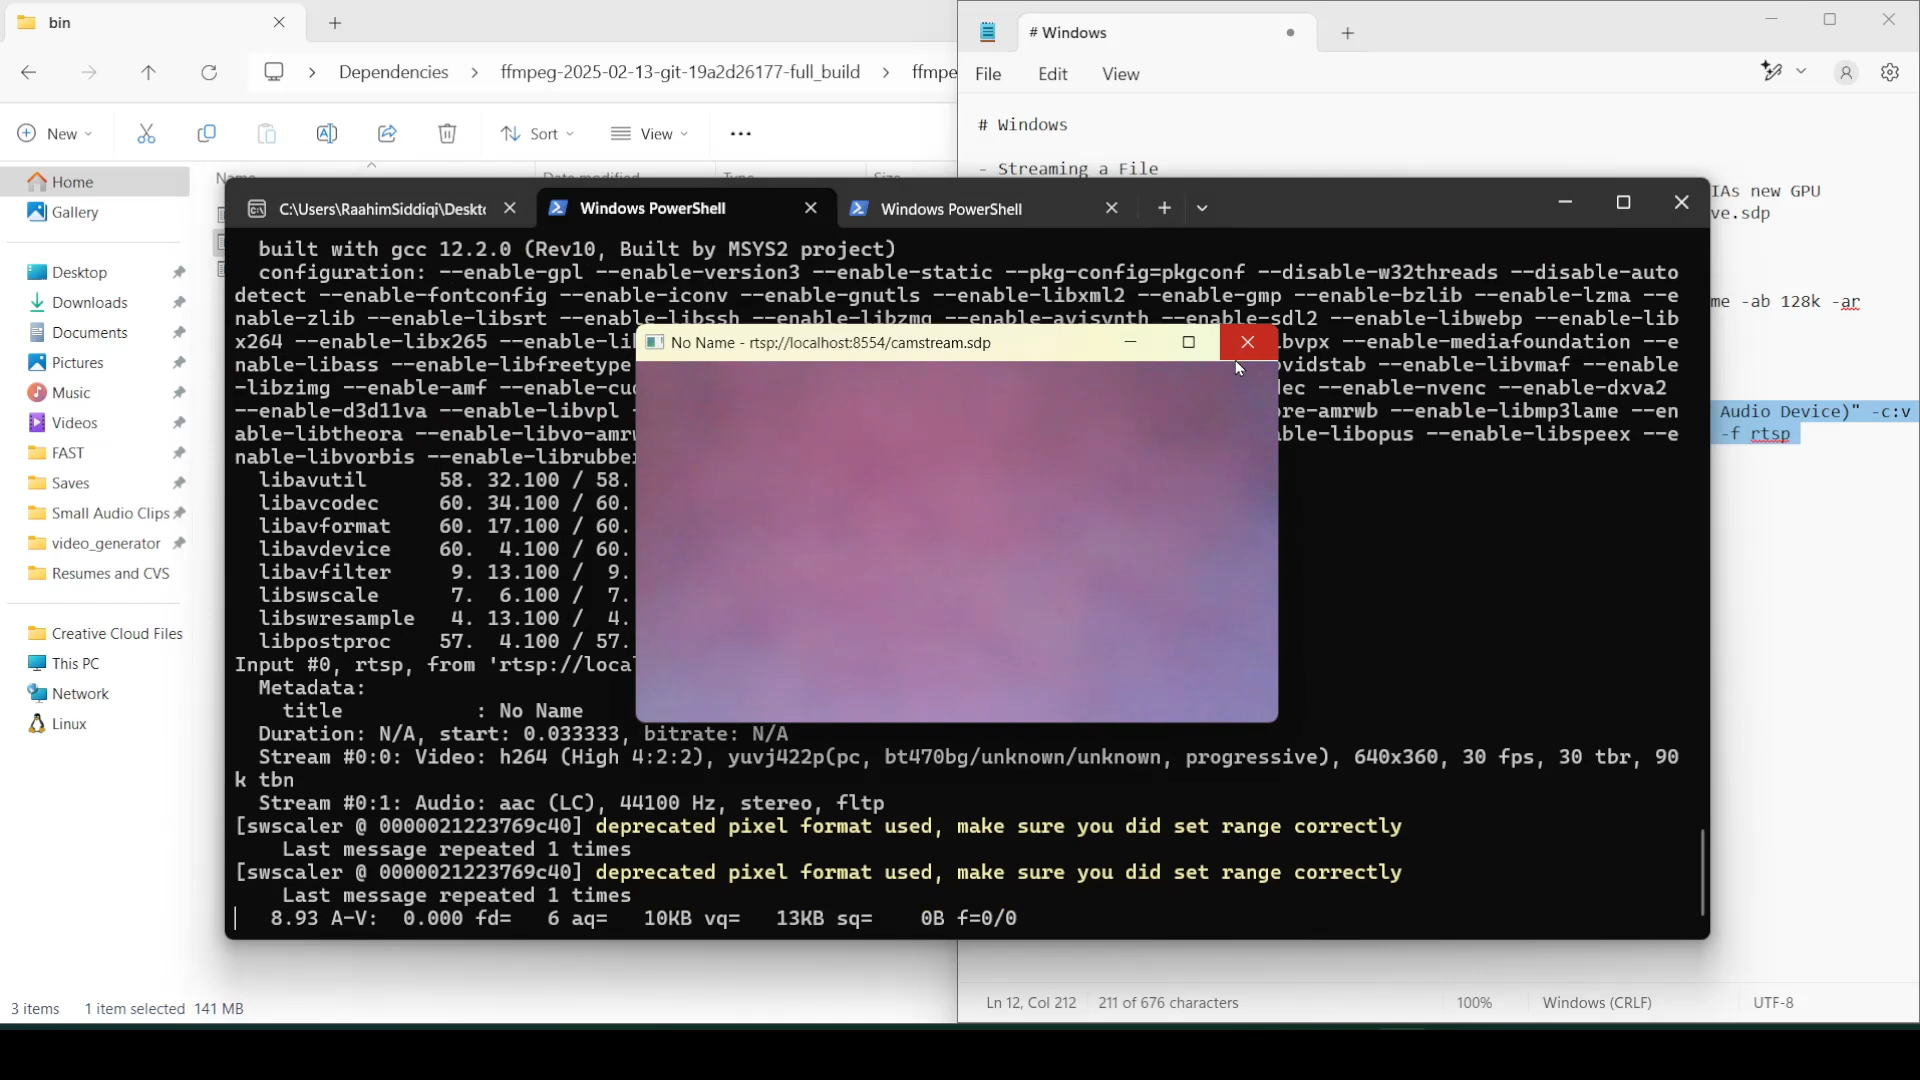 bin
# Windows
Dependencies > ffmpeg-2025-02-13-git-19a2d26177-full_build > ffmpe
File Edit View
New Sort View
# Windows
- Streaming a File
Home
Gallery
Desktop
Downloads
Documents
Pictures
Music
Videos
FAST
Saves
Small Audio Clips
video_generator
Resumes and CVS
Creative Cloud Files
This PC
Network
Linux
IAs new GPU
ve.sdp
me -ab 128k -ar
Audio Device)" -c:v
-f rtsp
C:\Users\RaahimSiddiqi\Deskt
Windows PowerShell
Windows PowerShell
built with gcc 12.2.0 (Rev10, Built by MSYS2 project)
configuration: --enable-gpl --enable-version3 --enable-static --pkg-config=pkgconf --disable-w32threads --disable-auto
detect --enable-fontconfig --enable-iconv --enable-gnutls --enable-libxml2 --enable-gmp --enable-bzlib --enable-lzma --e
nable-zlib --enable-libsrt --enable-libssh --enable-libzmq --enable-avisynth --enable-sdl2 --enable-libwebp --enable-lib
x264 --enable-libx265 --enable-li bvpx --enable-mediafoundation --e
nable-libass --enable-libfreetype vidstab --enable-libvmaf --enable
-libzimg --enable-amf --enable-cu ec --enable-nvenc --enable-dxva2
--enable-d3d11va --enable-libvpl re-amrwb --enable-libmp3lame --en
able-libtheora --enable-libvo-amrw ble-libopus --enable-libspeex --e
nable-libvorbis --enable-librubbe
No Name - rtsp://localhost:8554/camstream.sdp
libavutil 58. 32.100 / 58.
libavcodec 60. 34.100 / 60.
libavformat 60. 17.100 / 60.
libavdevice 60. 4.100 / 60.
libavfilter 9. 13.100 / 9.
libswscale 7. 6.100 / 7.
libswresample 4. 13.100 / 4.
libpostproc 57. 4.100 / 57.
Input #0, rtsp, from 'rtsp://loca
Metadata:
title : No Name
Duration: N/A, start: 0.033333, bitrate: N/A
Stream #0:0: Video: h264 (High 4:2:2), yuvj422p(pc, bt470bg/unknown/unknown, progressive), 640x360, 30 fps, 30 tbr, 90
k tbn
Stream #0:1: Audio: aac (LC), 44100 Hz, stereo, fltp
[swscaler @ 0000021223769c40] deprecated pixel format used, make sure you did set range correctly
Last message repeated 1 times
[swscaler @ 0000021223769c40] deprecated pixel format used, make sure you did set range correctly
Last message repeated 1 times
8.93 A-V: 0.000 fd= 6 aq= 10KB vq= 13KB sq= 0B f=0/0
3 items 1 item selected 141 MB
Ln 12, Col 212 211 of 676 characters 100% Windows (CRLF) UTF-8